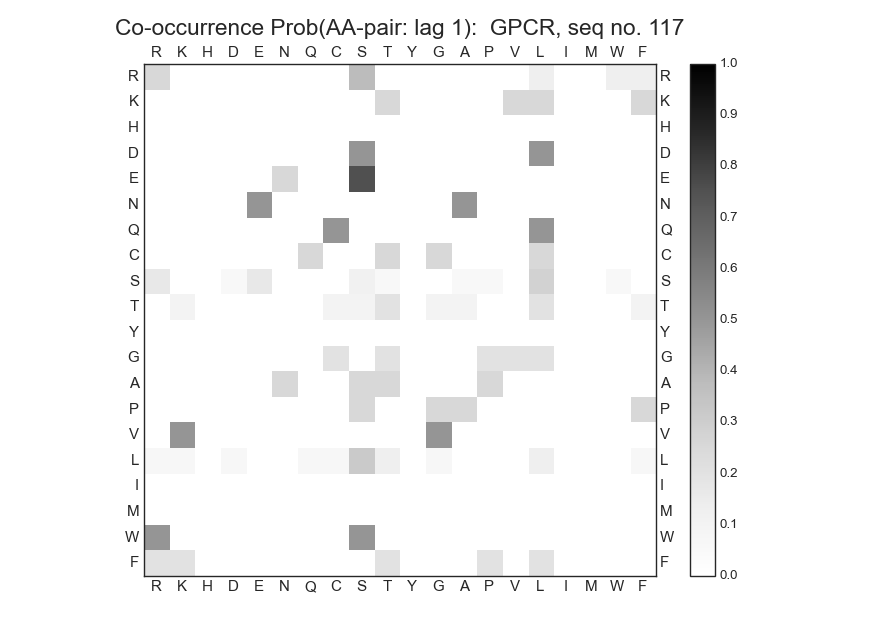 Co-occurrence Prob(AA-pair: lag 1):  GPCR, seq no. 117
R K H D E N Q C S T Y G A P V L I M W F
R R 1.0
K K 0.9
H H
D D 0.8
E E
N N 0.7
Q Q
C C 0.6
S S
T T 0.5
Y Y
G G 0.4
A A
P P 0.3
V V
L L 0.2
I I
M M 0.1
W W
F F 0.0
R K H D E N Q C S T Y G A P V L I M W F